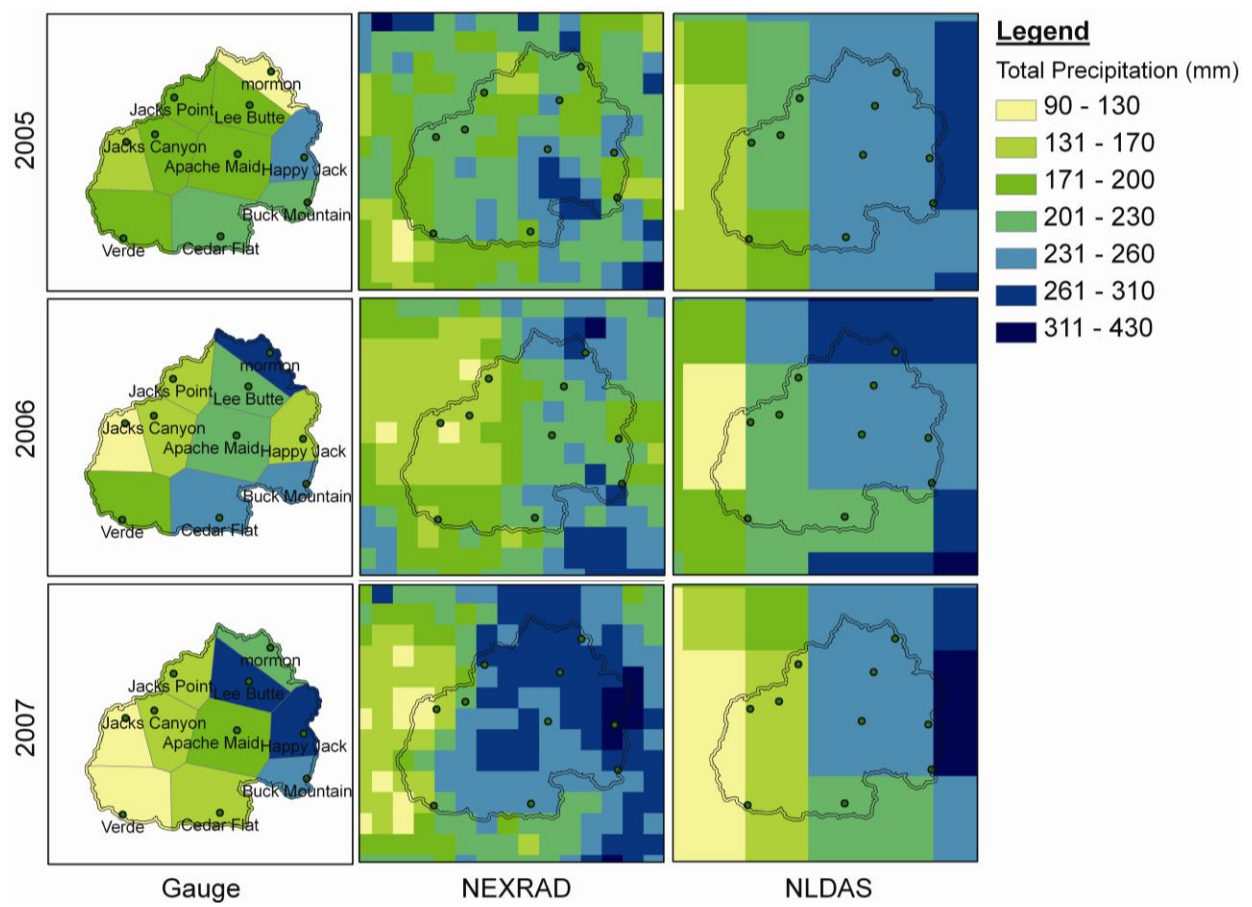 2005
mormon
Jacks Point
Lee Butte
Jacks Canyon
Apache Maid
Happy Jack
Buck Mountain
Verde
Cedar Flat
2006
mormon
Jacks Point
Lee Butte
Jacks Canyon
Apache Maid
Happy Jack
Buck Mountain
Verde
Cedar Flat
2007
mormon
Jacks Point
Lee Butte
Jacks Canyon
Apache Maid
Happy Jack
Buck Mountain
Verde
Cedar Flat
Gauge
NEXRAD
NLDAS
Legend
Total Precipitation (mm)
90 - 130
131 - 170
171 - 200
201 - 230
231 - 260
261 - 310
311 - 430